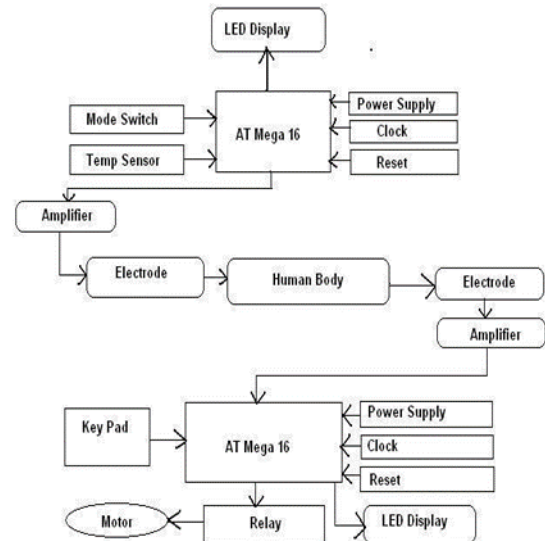 LED Display
Mode Switch
Temp Sensor
AT Mega 16
Power Supply
Clock
Reset
Amplifier
Electrode
Human Body
Electrode
Amplifier
Key Pad
AT Mega 16
Power Supply
Clock
Reset
Motor
Relay
LED Display